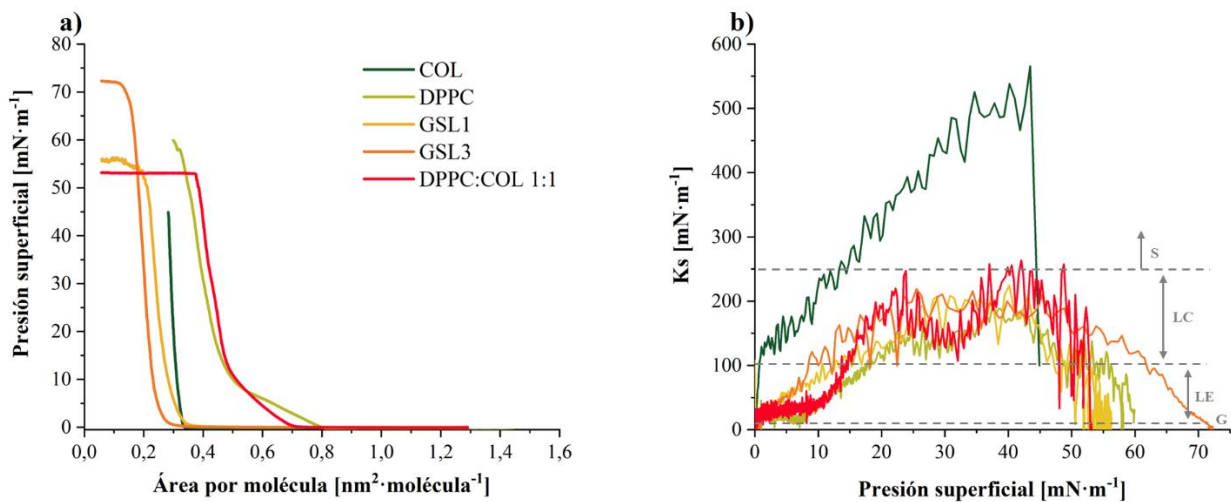 a)
Presión superficial [mN·m⁻¹]
80
70
60
50
40
30
20
10
0
COL
DPPC
GSL1
GSL3
DPPC:COL 1:1
0,0 0,2 0,4 0,6 0,8 1,0 1,2 1,4 1,6
Área por molécula [nm²·molécula⁻¹]
b)
Ks [mN·m⁻¹]
600
500
400
300
200
100
0
S
LC
LE
G
0 10 20 30 40 50 60 70
Presión superficial [mN·m⁻¹]